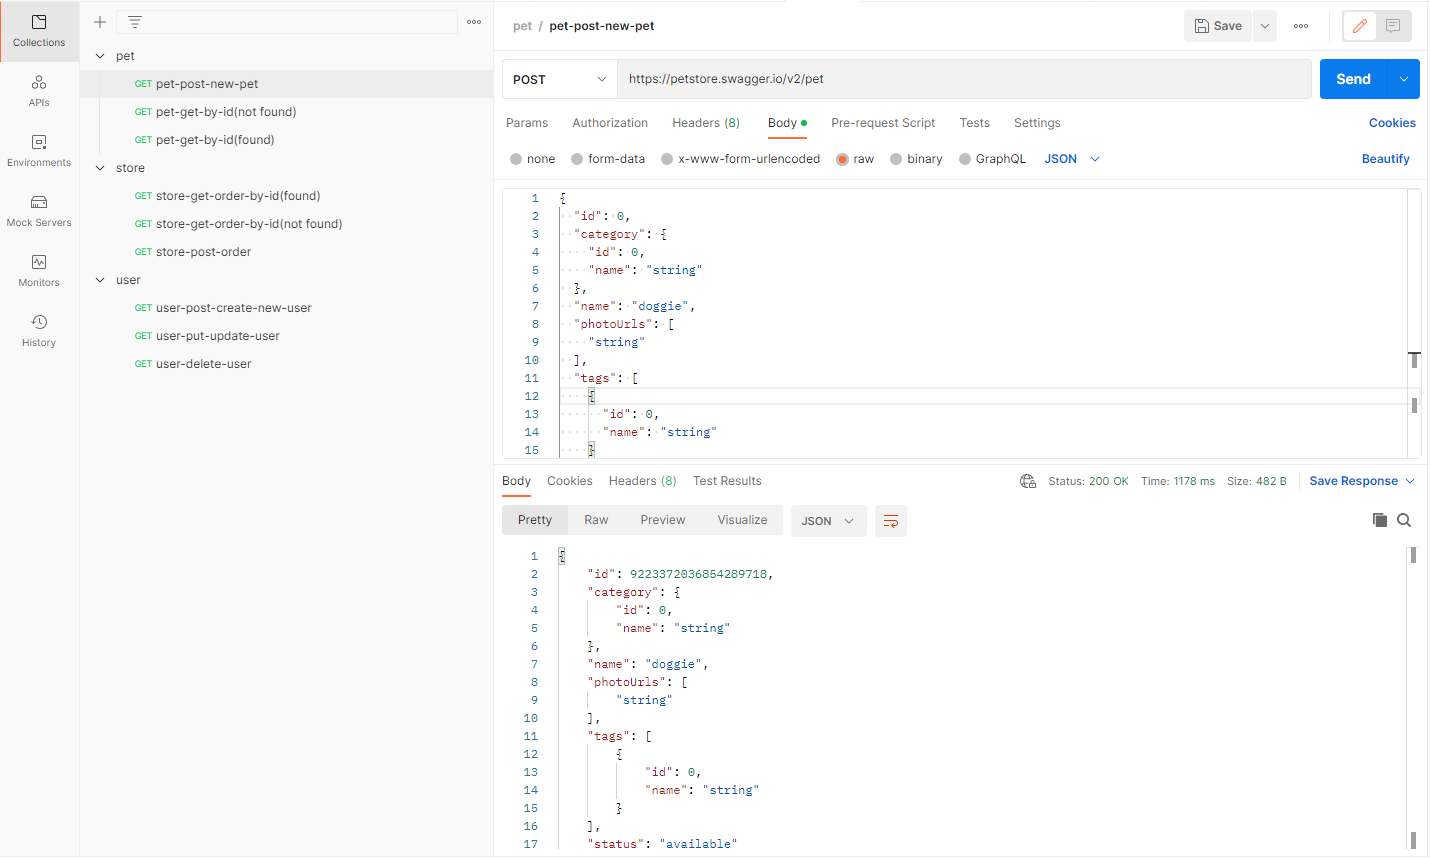 Collections
APIs
Environments
Mock Servers
Monitors
History
pet
GET pet-post-new-pet
GET pet-get-by-id(not found)
GET pet-get-by-id(found)
store
GET store-get-order-by-id(found)
GET store-get-order-by-id(not found)
GET store-post-order
user
GET user-post-create-new-user
GET user-put-update-user
GET user-delete-user
pet / pet-post-new-pet
Save
POST https://petstore.swagger.io/v2/pet Send
Params Authorization Headers (8) Body Pre-request Script Tests Settings Cookies
none form-data x-www-form-urlencoded raw binary GraphQL JSON Beautify
1 {
2 "id": 0,
3 "category": {
4 "id": 0,
5 "name": "string"
6 },
7 "name": "doggie",
8 "photoUrls": [
9 "string"
10 ],
11 "tags": [
12 {
13 "id": 0,
14 "name": "string"
15 }
Body Cookies Headers (8) Test Results Status: 200 OK Time: 1178 ms Size: 482 B Save Response
Pretty Raw Preview Visualize JSON
1 {
2 "id": 9223372036854289718,
3 "category": {
4 "id": 0,
5 "name": "string"
6 },
7 "name": "doggie",
8 "photoUrls": [
9 "string"
10 ],
11 "tags": [
12 {
13 "id": 0,
14 "name": "string"
15 }
16 ],
17 "status": "available"